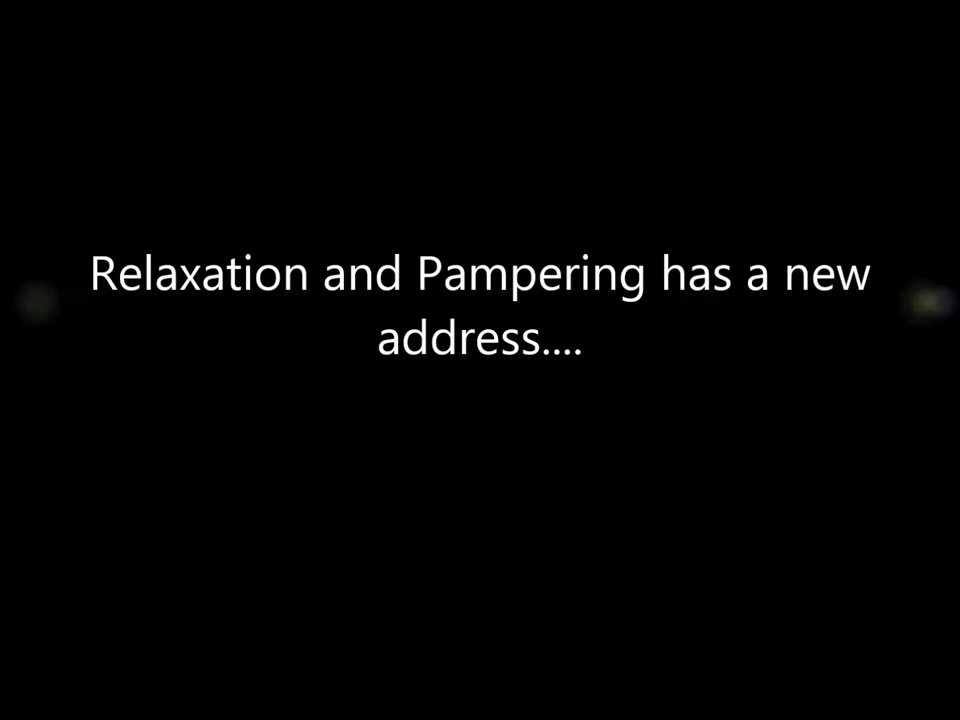 Relaxation and Pampering has a new
address....